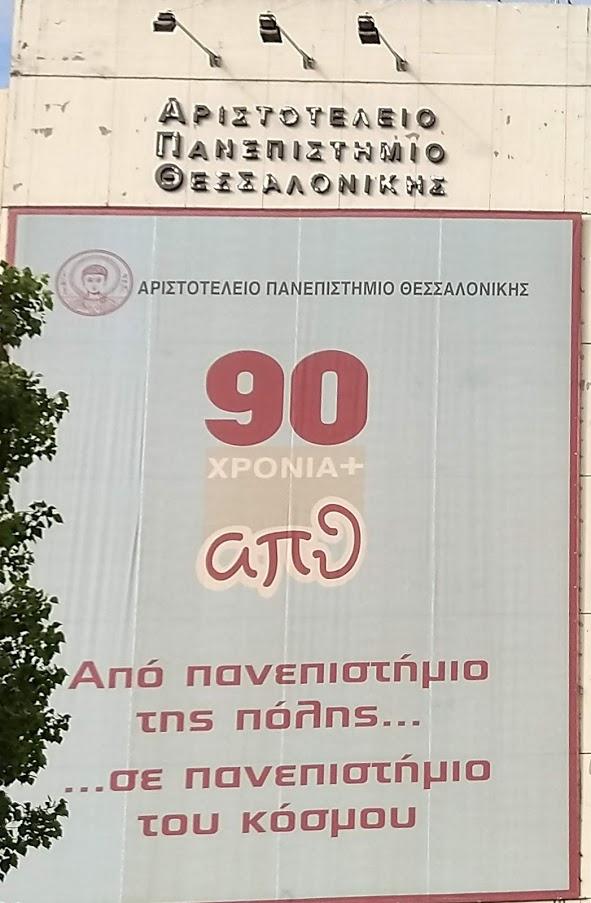 ΑΡΙΣΤΟΤΕΛΕΙΟ
ΠΑΝΕΠΙΣΤΗΜΙΟ
ΘΕΣΣΑΛΟΝΙΚΗΣ
ΑΡΙΣΤΟΤΕΛΕΙΟ ΠΑΝΕΠΙΣΤΗΜΙΟ ΘΕΣΣΑΛΟΝΙΚΗΣ
90
ΧΡΟΝΙΑ+
απθ
Από πανεπιστήμιο
της πόλης...
...σε πανεπιστήμιο
του κόσμου